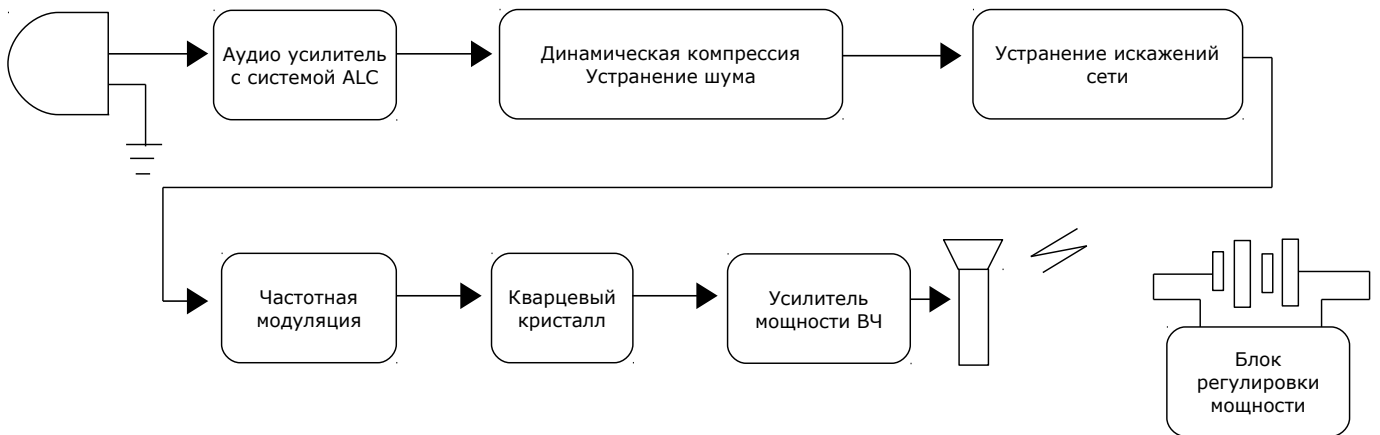 Аудио усилитель
с системой ALC
Динамическая компрессия
Устранение шума
Устранение искажений
сети
Частотная
модуляция
Кварцевый
кристалл
Усилитель
мощности ВЧ
Блок
регулировки
мощности